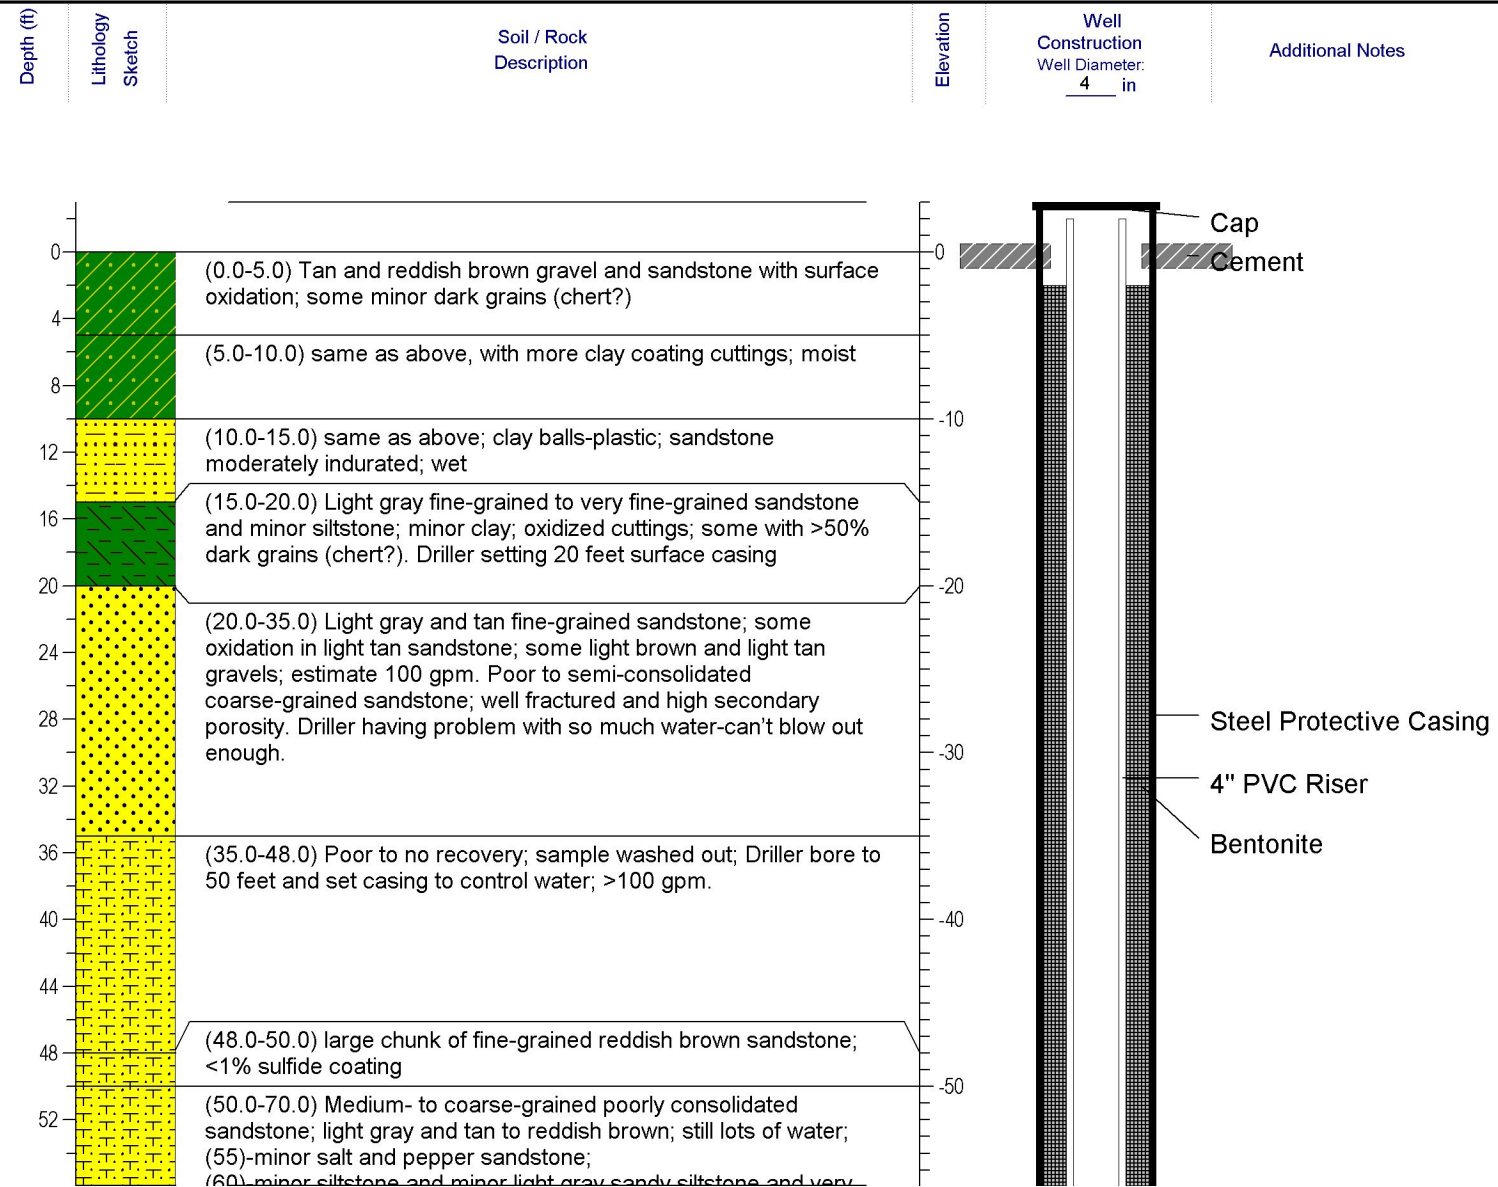 Depth (ft)
Lithology
Sketch
Soil / Rock
Description
Elevation
Well
Construction
Well Diameter:
4 in
Additional Notes
Cap
0
0
Cement
(0.0-5.0) Tan and reddish brown gravel and sandstone with surface
oxidation; some minor dark grains (chert?)
4
(5.0-10.0) same as above, with more clay coating cuttings; moist
8
-10
(10.0-15.0) same as above; clay balls-plastic; sandstone
moderately indurated; wet
12
(15.0-20.0) Light gray fine-grained to very fine-grained sandstone
and minor siltstone; minor clay; oxidized cuttings; some with >50%
dark grains (chert?). Driller setting 20 feet surface casing
16
20
-20
(20.0-35.0) Light gray and tan fine-grained sandstone; some
oxidation in light tan sandstone; some light brown and light tan
gravels; estimate 100 gpm. Poor to semi-consolidated
coarse-grained sandstone; well fractured and high secondary
porosity. Driller having problem with so much water-can't blow out
enough.
24
28
Steel Protective Casing
-30
32
4" PVC Riser
Bentonite
36
(35.0-48.0) Poor to no recovery; sample washed out; Driller bore to
50 feet and set casing to control water; >100 gpm.
40
-40
44
48
(48.0-50.0) large chunk of fine-grained reddish brown sandstone;
<1% sulfide coating
-50
52
(50.0-70.0) Medium- to coarse-grained poorly consolidated
sandstone; light gray and tan to reddish brown; still lots of water;
(55)-minor salt and pepper sandstone;
(60)-minor siltstone and minor light gray sandy siltstone and very